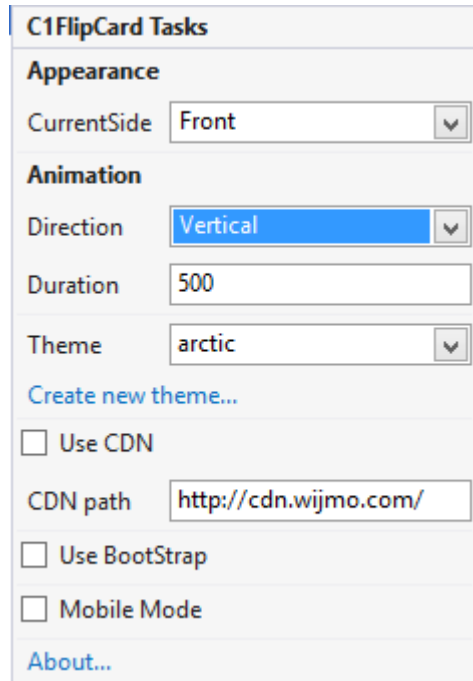 C1FlipCard Tasks
Appearance
CurrentSide Front
Animation
Direction Vertical
Duration 500
Theme arctic
Create new theme...
Use CDN
CDN path http://cdn.wijmo.com/
Use BootStrap
Mobile Mode
About...